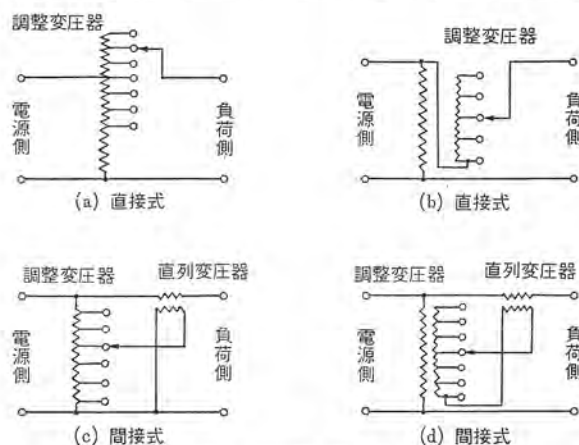 調整変圧器
電源側
負荷側
(a) 直接式
調整変圧器
電源側
負荷側
(b) 直接式
調整変圧器
直列変圧器
電源側
負荷側
(c) 間接式
調整変圧器
直列変圧器
電源側
負荷側
(d) 間接式